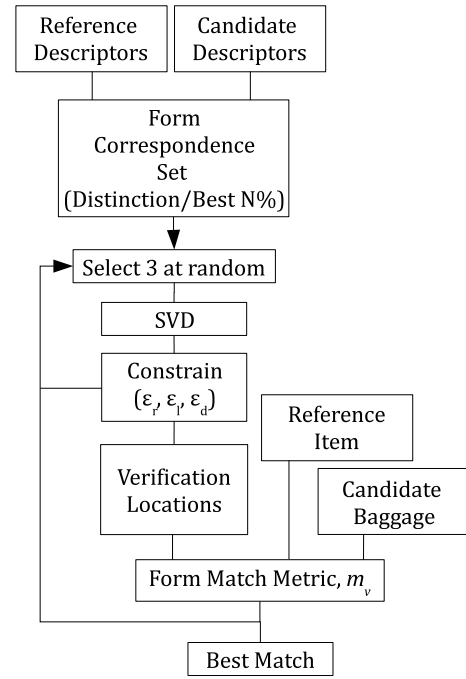 Reference
Descriptors
Candidate
Descriptors
Form
Correspondence
Set
(Distinction/Best N%)
Select 3 at random
SVD
Constrain
(εr, εl, εd)
Reference
Item
Verification
Locations
Candidate
Baggage
Form Match Metric, mv
Best Match